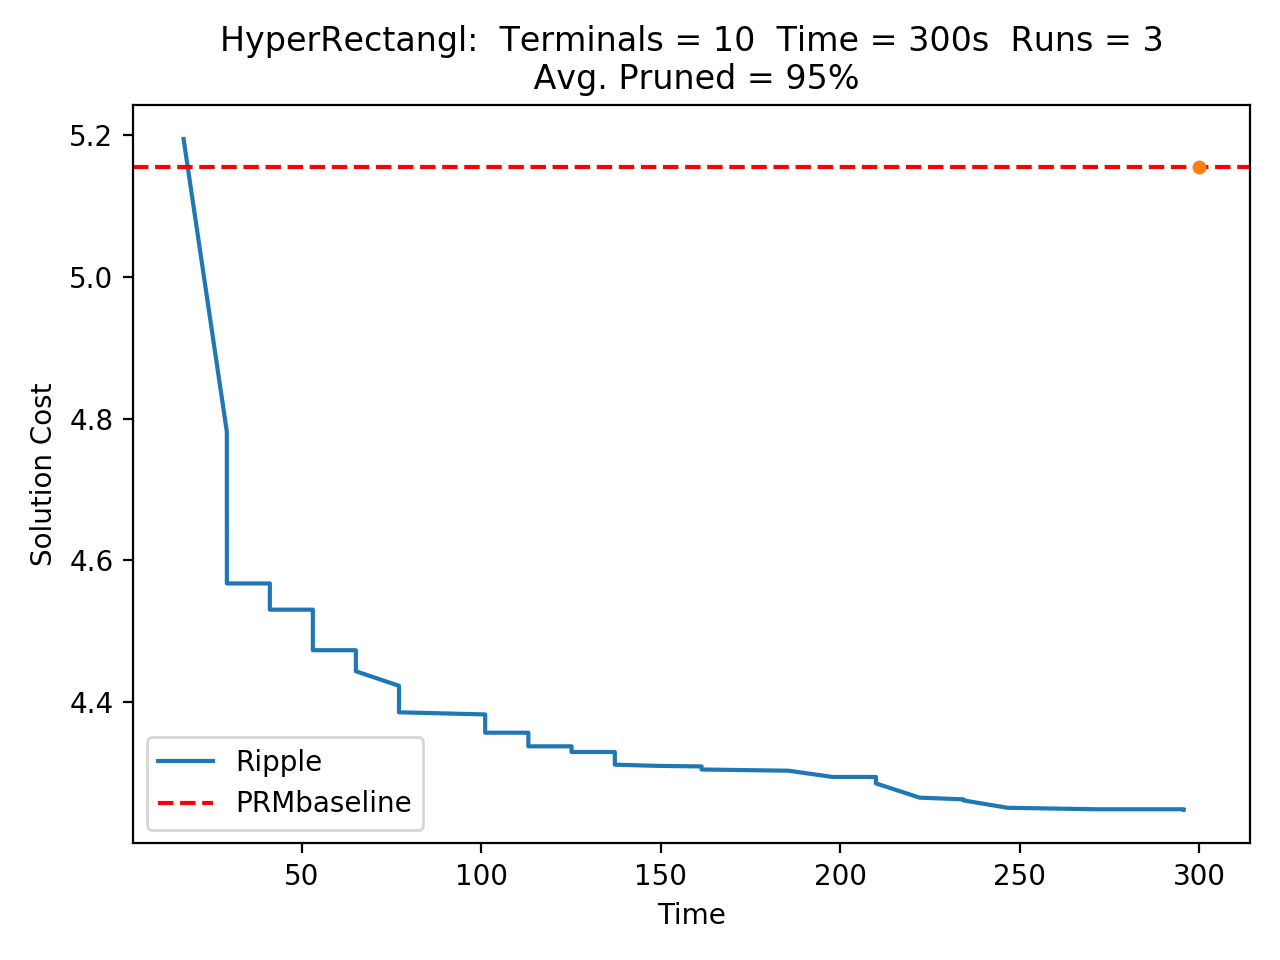 HyperRectangl:  Terminals = 10  Time = 300s  Runs = 3
Avg. Pruned = 95%
5.2
5.0
4.8
4.6
4.4
Solution Cost
Ripple
PRMbaseline
50
100
150
200
250
300
Time